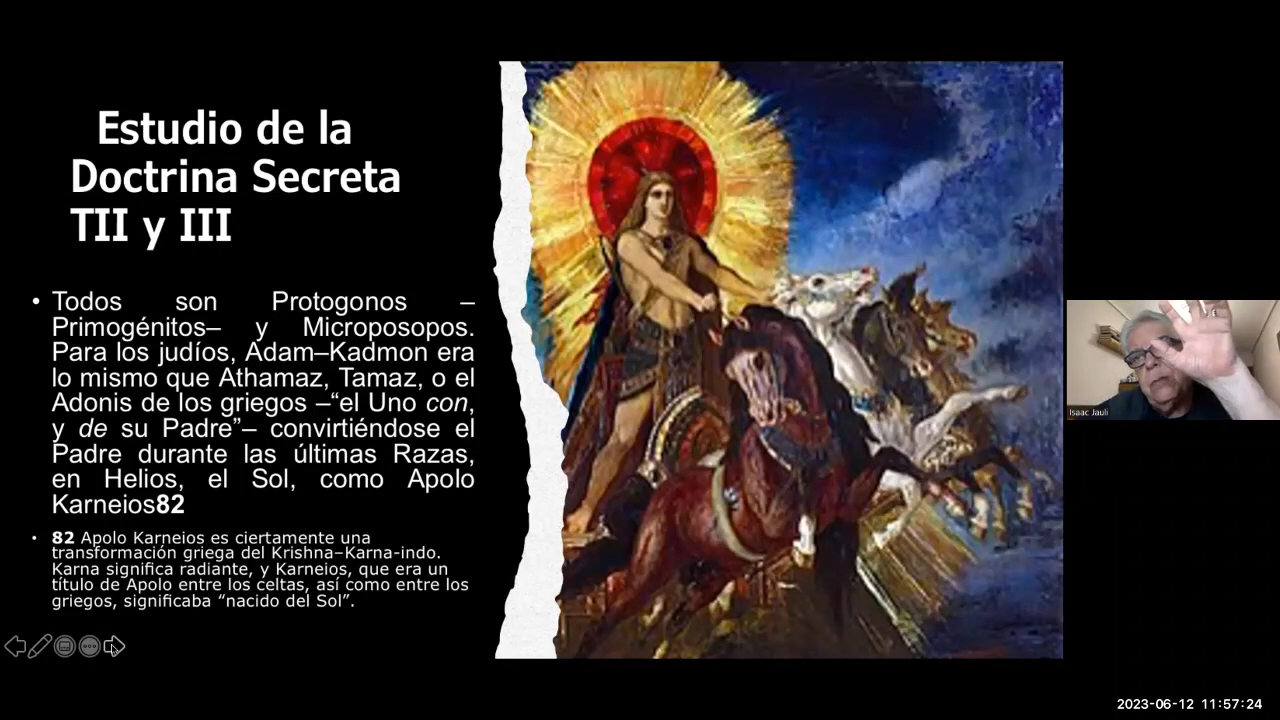 Estudio de la
Doctrina Secreta
TII y III
• Todos son Protogonos –
Primogénitos– y Microposopos.
Para los judíos, Adam–Kadmon era
lo mismo que Athamaz, Tamaz, o el
Adonis de los griegos –“el Uno con,
y de su Padre”– convirtiéndose el
Padre durante las últimas Razas,
en Helios, el Sol, como Apolo
Karneios82
• 82 Apolo Karneios es ciertamente una
transformación griega del Krishna–Karna-indo.
Karna significa radiante, y Karneios, que era un
título de Apolo entre los celtas, así como entre los
griegos, significaba “nacido del Sol”.
Isaac Jauli
2023-06-12 11:57:24